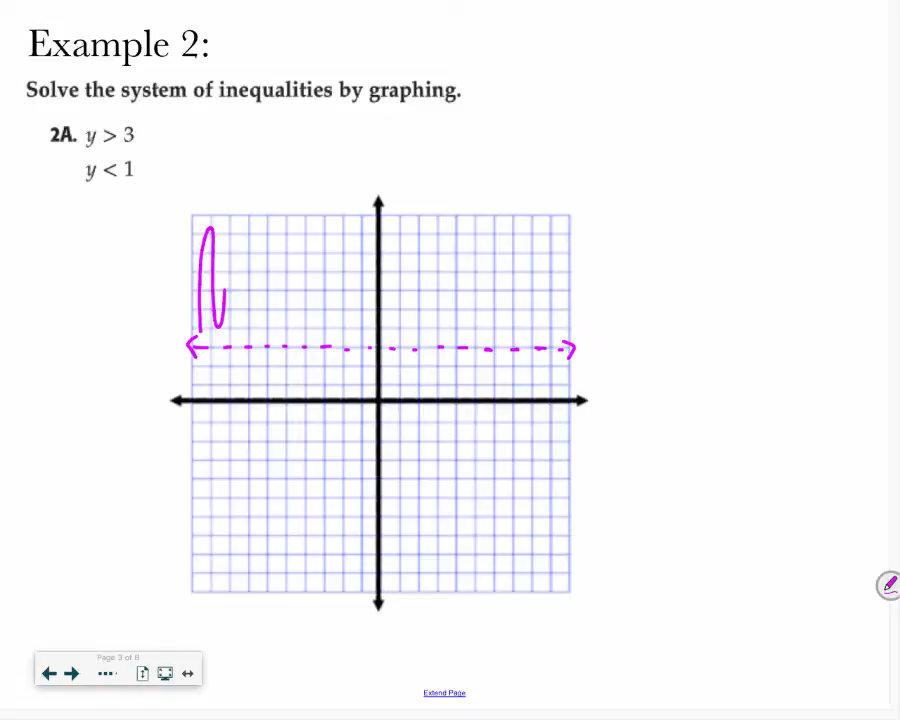 Example 2:
Solve the system of inequalities by graphing.
2A. y > 3
y < 1
Page 3 of 8
Extend Page